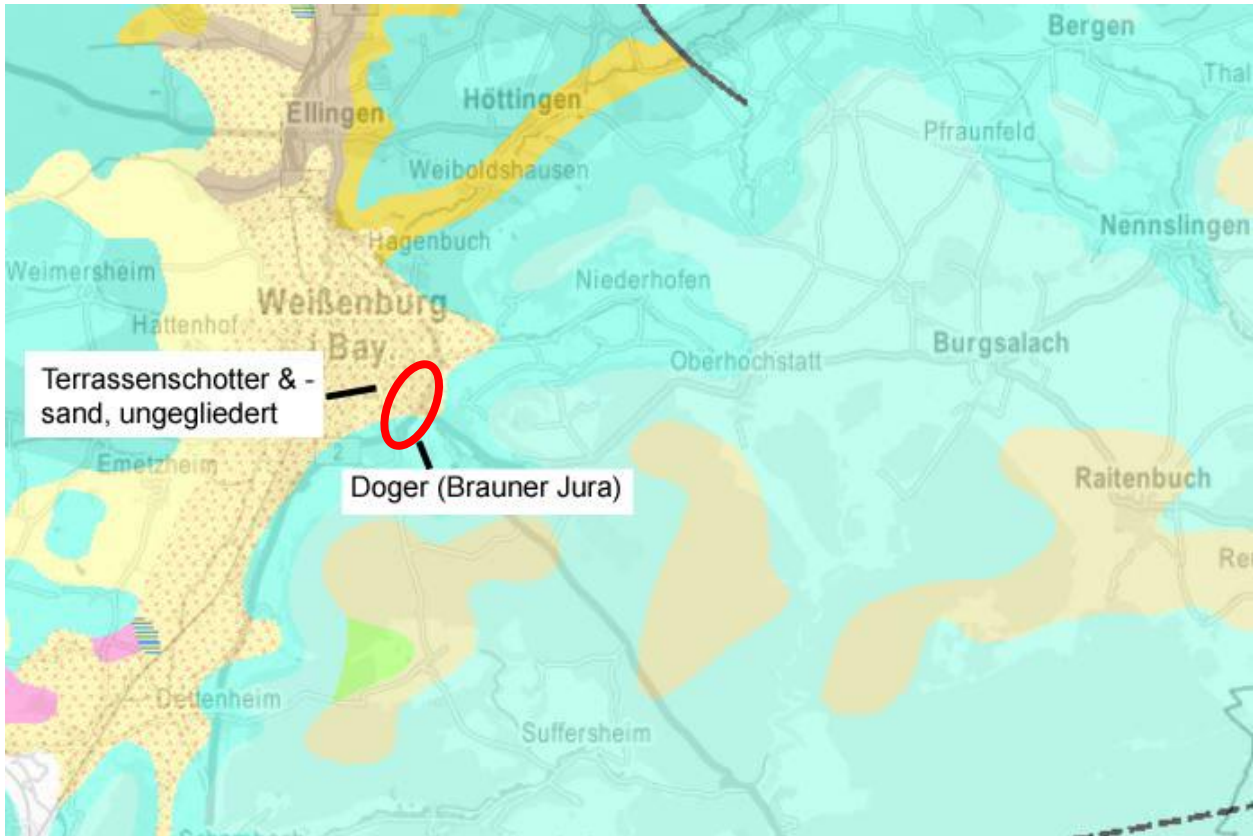 Bergen
Thal
Ellingen
Höttingen
Pfraunfeld
Weiboldshausen
2
Nennslingen
Hagenbuch
Weimersheim
Niederhofen
Weißenburg
Hattenhof
i Bay.
Burgsalach
Oberhochstatt
Terrassenschotter & -
sand, ungegliedert
2
Emetzheim
Raitenbuch
Doger (Brauner Jura)
Dettenheim
Suffersheim